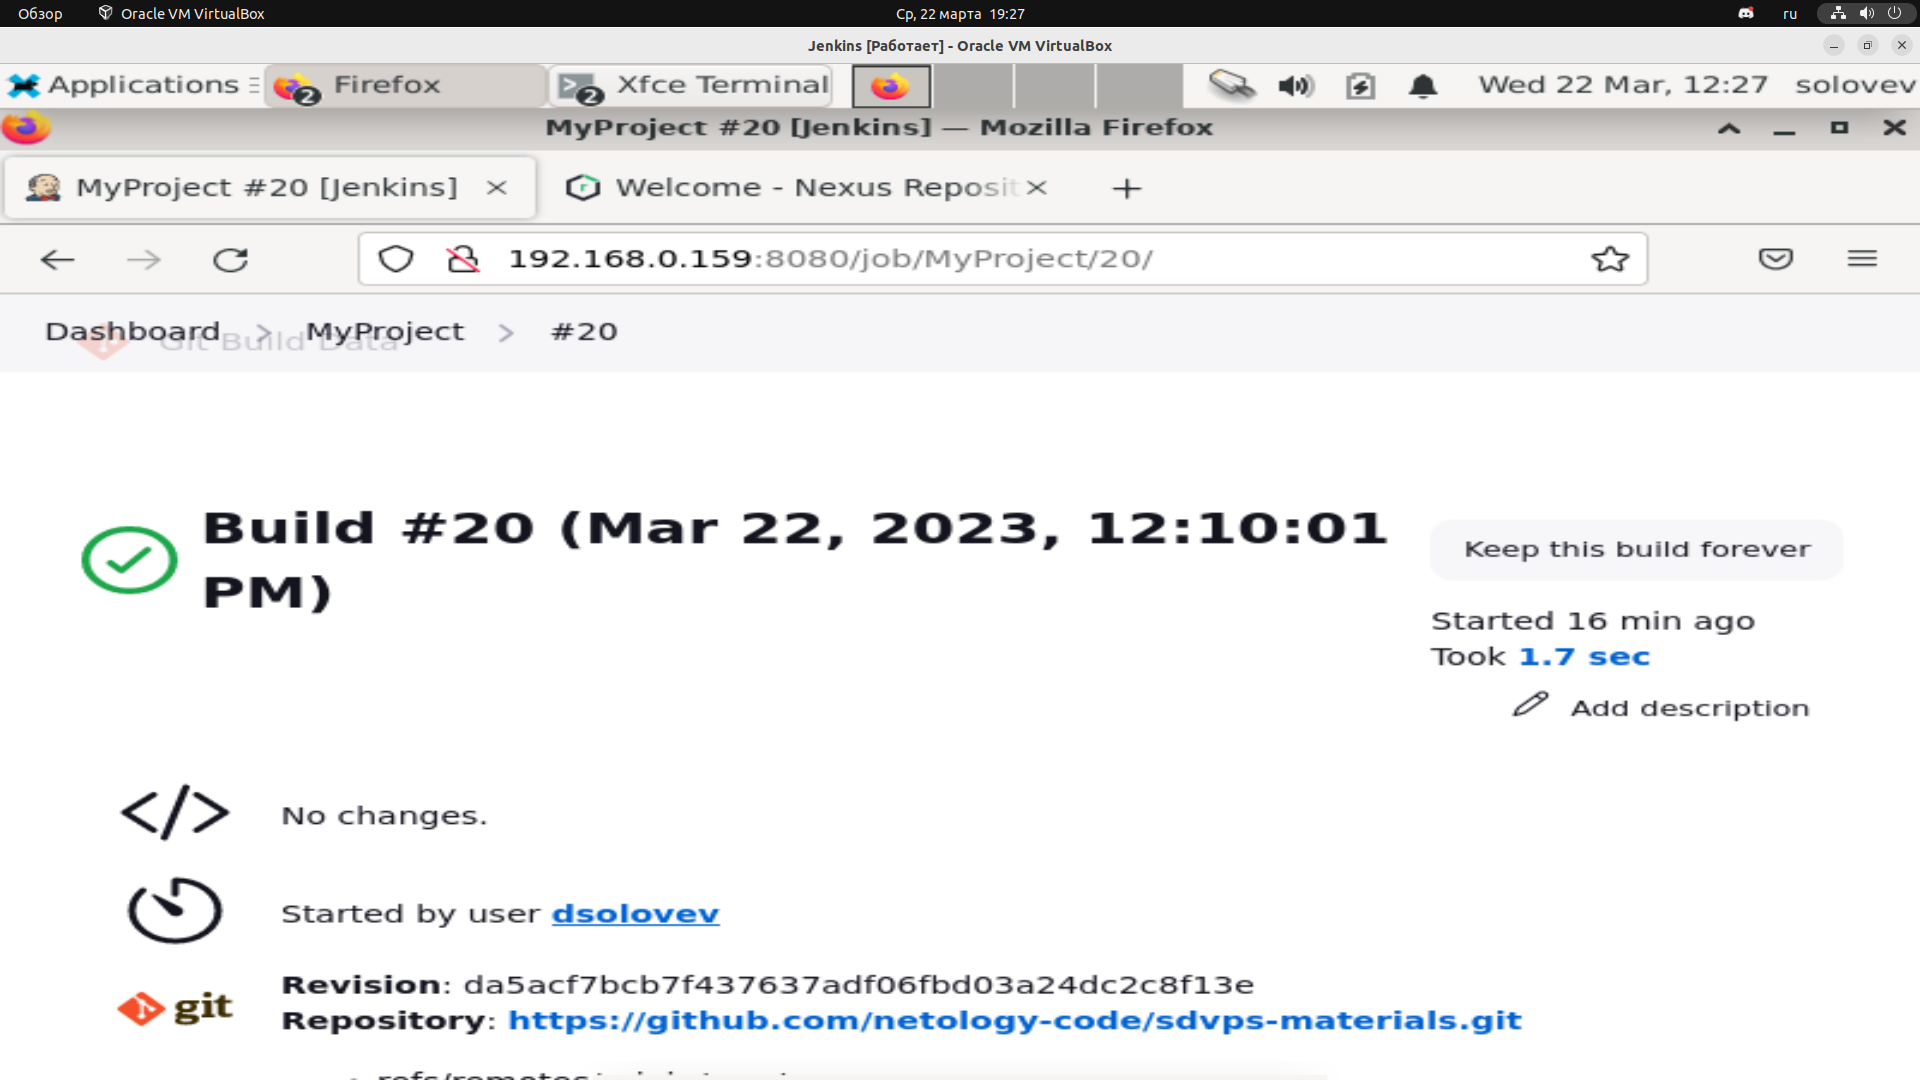 Обзор Oracle VM VirtualBox Ср, 22 марта 19:27 ru
Jenkins [Работает] - Oracle VM VirtualBox
Applications 2 Firefox 2 Xfce Terminal Wed 22 Mar, 12:27 solovev
MyProject #20 [Jenkins] — Mozilla Firefox
MyProject #20 [Jenkins] Welcome - Nexus Reposit
192.168.0.159:8080/job/MyProject/20/
Dashboard > MyProject > #20
Git Build Data
Build #20 (Mar 22, 2023, 12:10:01
PM)
Keep this build forever
Started 16 min ago
Took 1.7 sec
Add description
No changes.
Started by user dsolovev
git
Revision: da5acf7bcb7f437637adf06fbd03a24dc2c8f13e
Repository: https://github.com/netology-code/sdvps-materials.git